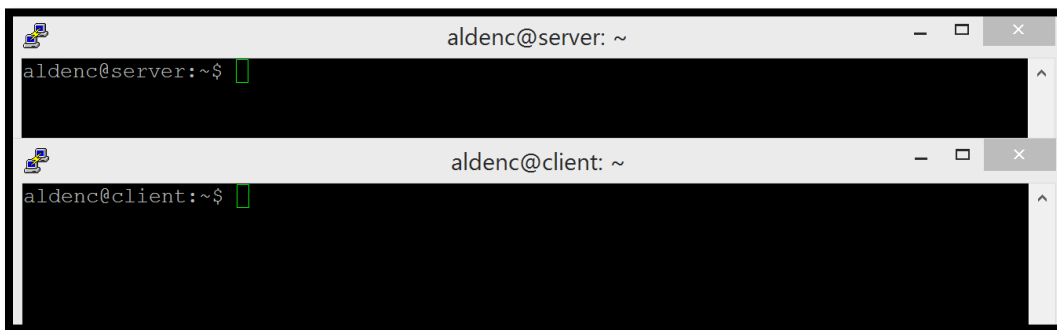 aldenc@server: ~
aldenc@server:~$
aldenc@client: ~
aldenc@client:~$